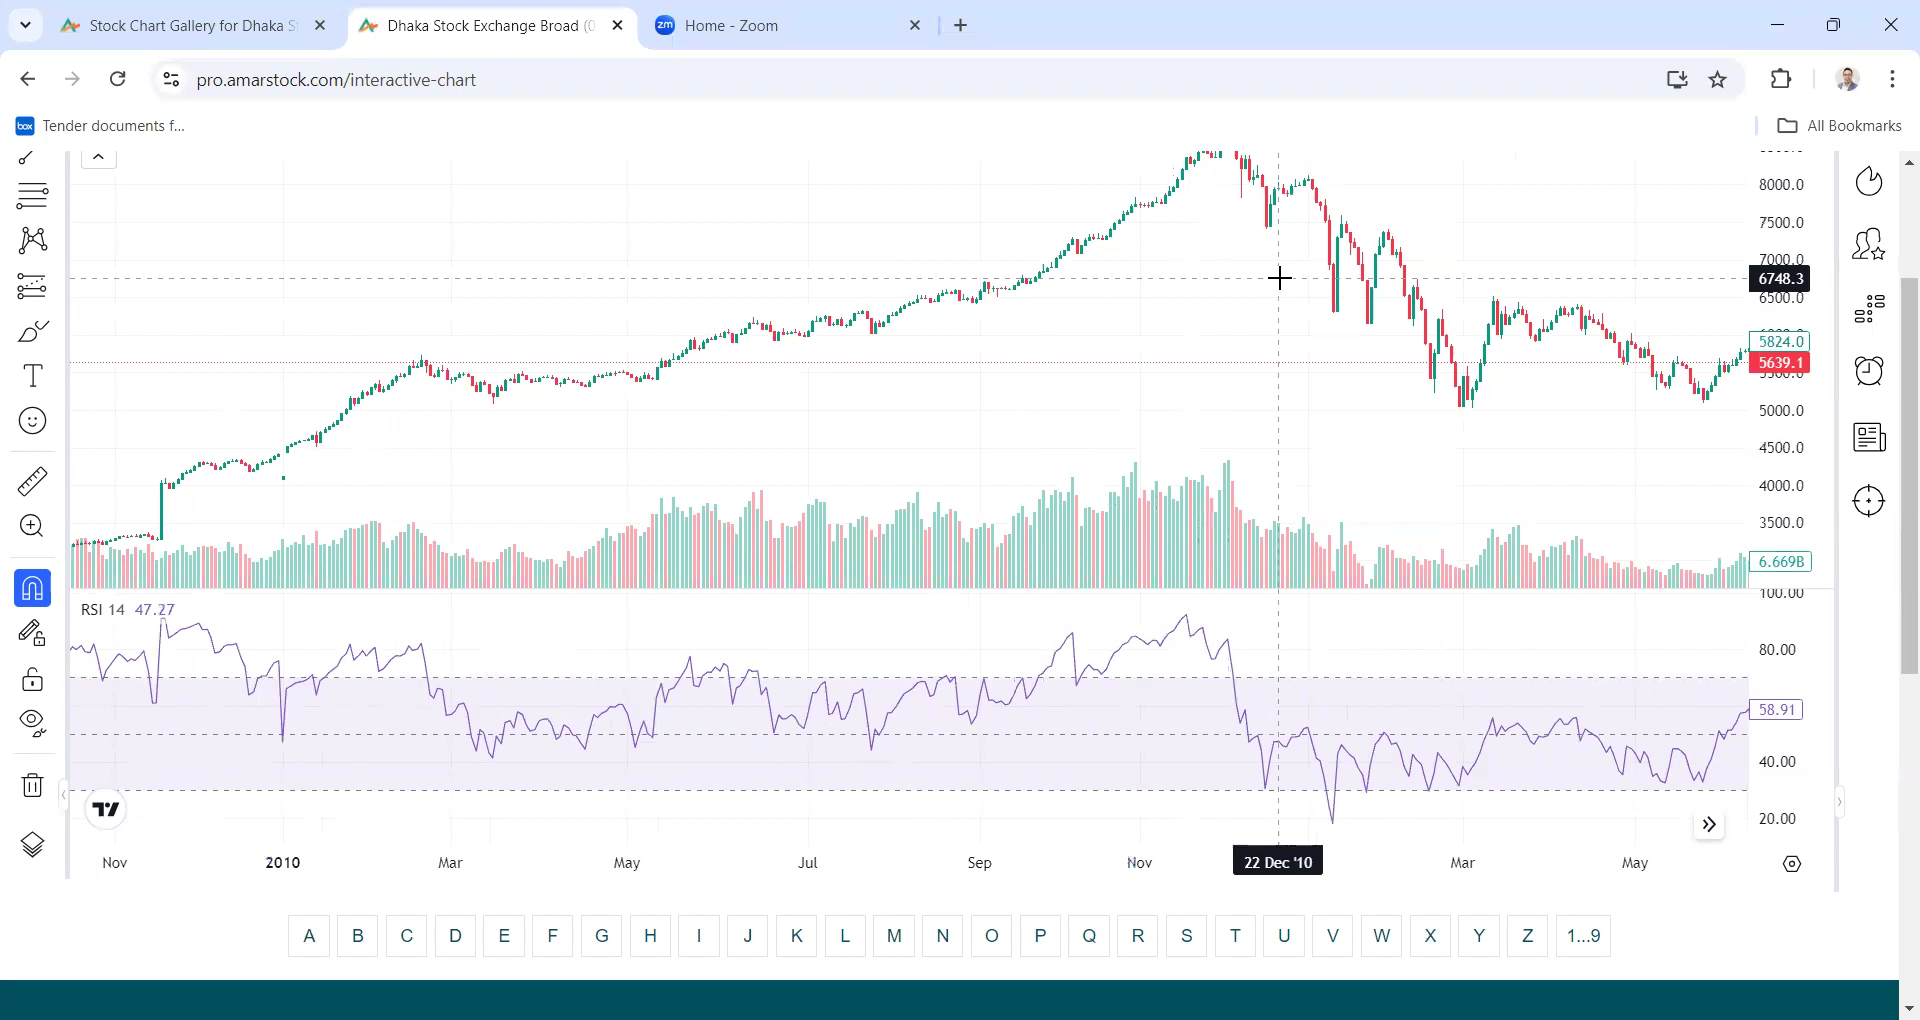 Stock Chart Gallery for Dhaka S
Dhaka Stock Exchange Broad (0
zm Home - Zoom
pro.amarstock.com/interactive-chart
box Tender documents f...
All Bookmarks
8000.0
7500.0
7000.0
6748.3
6500.0
5824.0
5639.1
5000.0
4500.0
4000.0
3500.0
6.669B
RSI 14 47.27
100.00
80.00
58.91
40.00
20.00
Nov 2010 Mar May Jul Sep Nov 22 Dec '10 Mar May
A B C D E F G H I J K L M N O P Q R S T U V W X Y Z 1...9